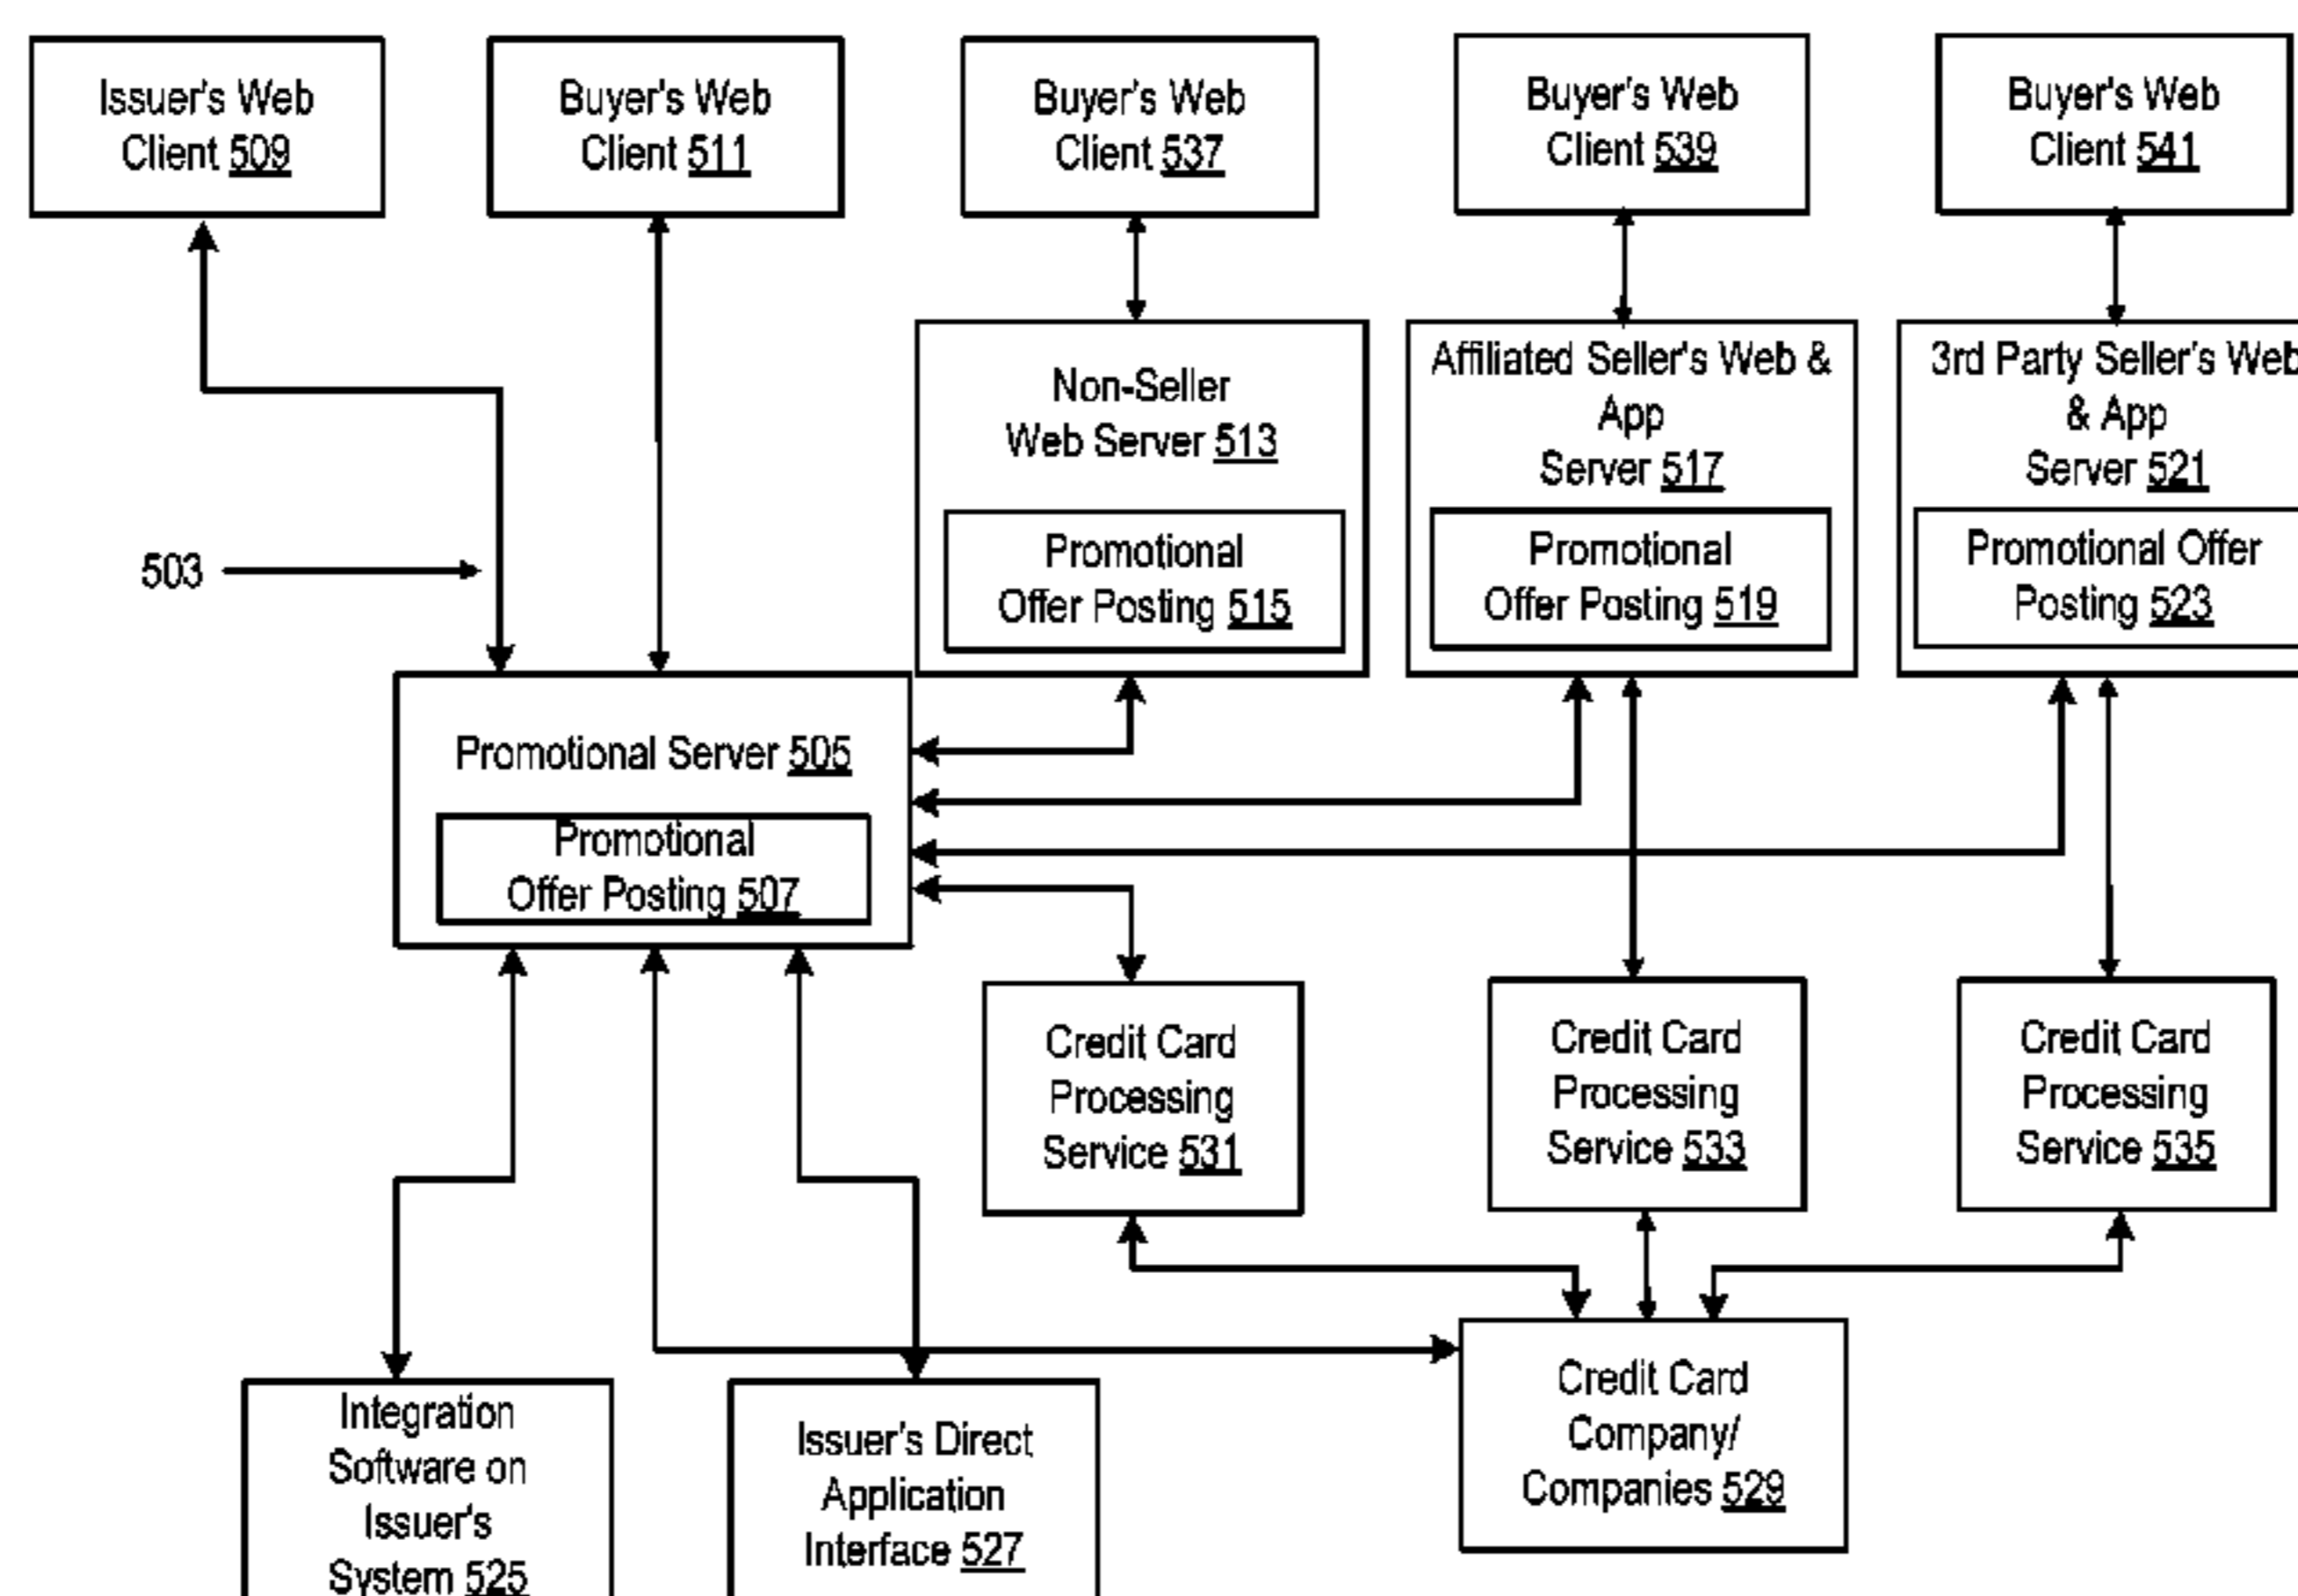 Issuer's Web
Client 509
Buyer's Web
Client 511
Buyer's Web
Client 537
Buyer's Web
Client 539
Buyer's Web
Client 541
Non-Seller
Web Server 513
Promotional
Offer Posting 515
Affiliated Seller's Web &
App
Server 517
Promotional
Offer Posting 519
3rd Party Seller's Web
& App
Server 521
Promotional Offer
Posting 523
503
Promotional Server 505
Promotional
Offer Posting 507
Credit Card
Processing
Service 531
Credit Card
Processing
Service 533
Credit Card
Processing
Service 535
Integration
Software on
Issuer's
System 525
Issuer's Direct
Application
Interface 527
Credit Card
Company/
Companies 529